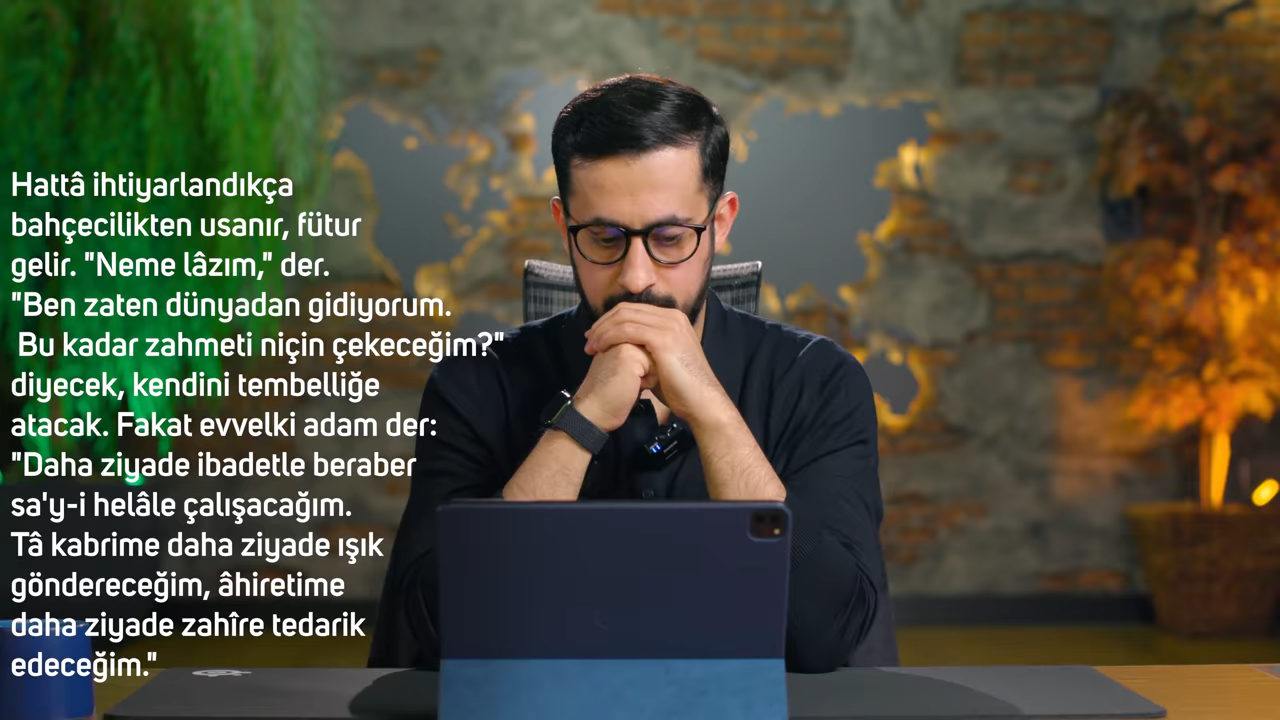 Hattâ ihtiyarlandıkça
bahçecilikten usanır, fütur
gelir. "Neme lâzım," der.
"Ben zaten dünyadan gidiyorum.
Bu kadar zahmeti niçin çekeceğim?"
diyecek, kendini tembelliğe
atacak. Fakat evvelki adam der:
"Daha ziyade ibadetle beraber
sa'y-i helâle çalışacağım.
Tâ kabrime daha ziyade ışık
göndereceğim, âhiretime
daha ziyade zahîre tedarik
edeceğim."